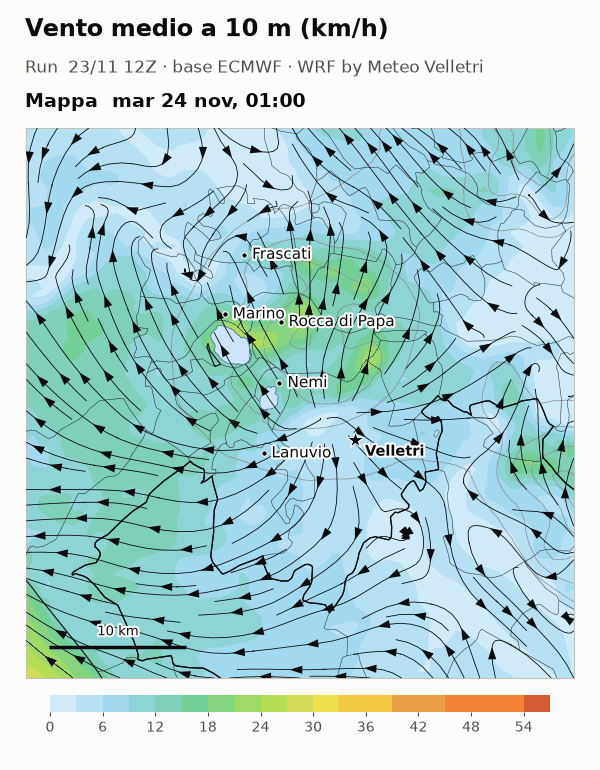 Vento medio a 10 m (km/h)
Run 23/11 12Z · base ECMWF · WRF by Meteo Velletri
Mappa mar 24 nov, 01:00
Frascati
Marino
Rocca di Papa
Nemi
Lanuvio
Velletri
10 km
0 6 12 18 24 30 36 42 48 54